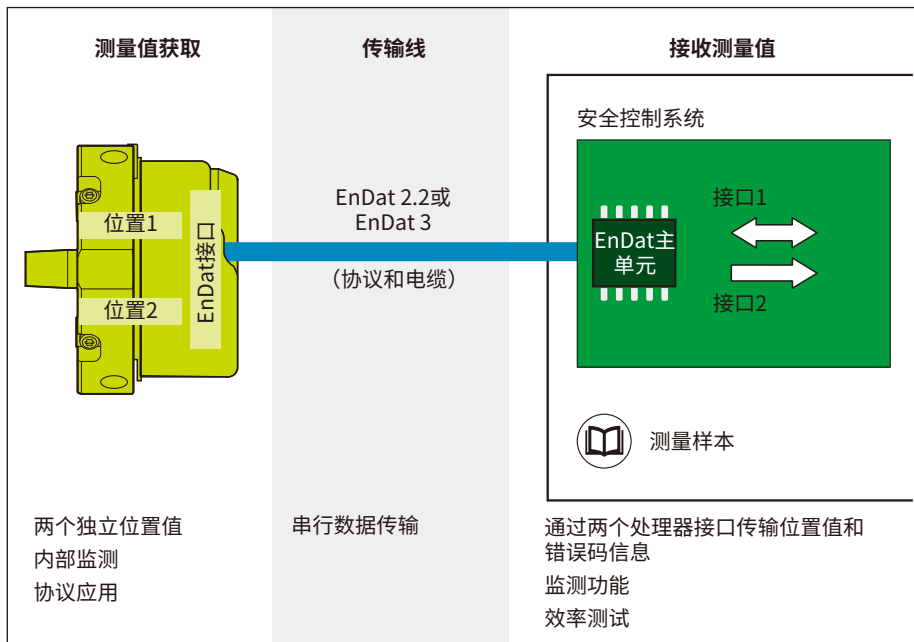 测量值获取
传输线
接收测量值
安全控制系统
位置1
位置2
EnDat接口
EnDat 2.2或
EnDat 3
（协议和电缆）
EnDat主
单元
接口1
接口2
测量样本
两个独立位置值
内部监测
协议应用
串行数据传输
通过两个处理器接口传输位置值和
错误码信息
监测功能
效率测试